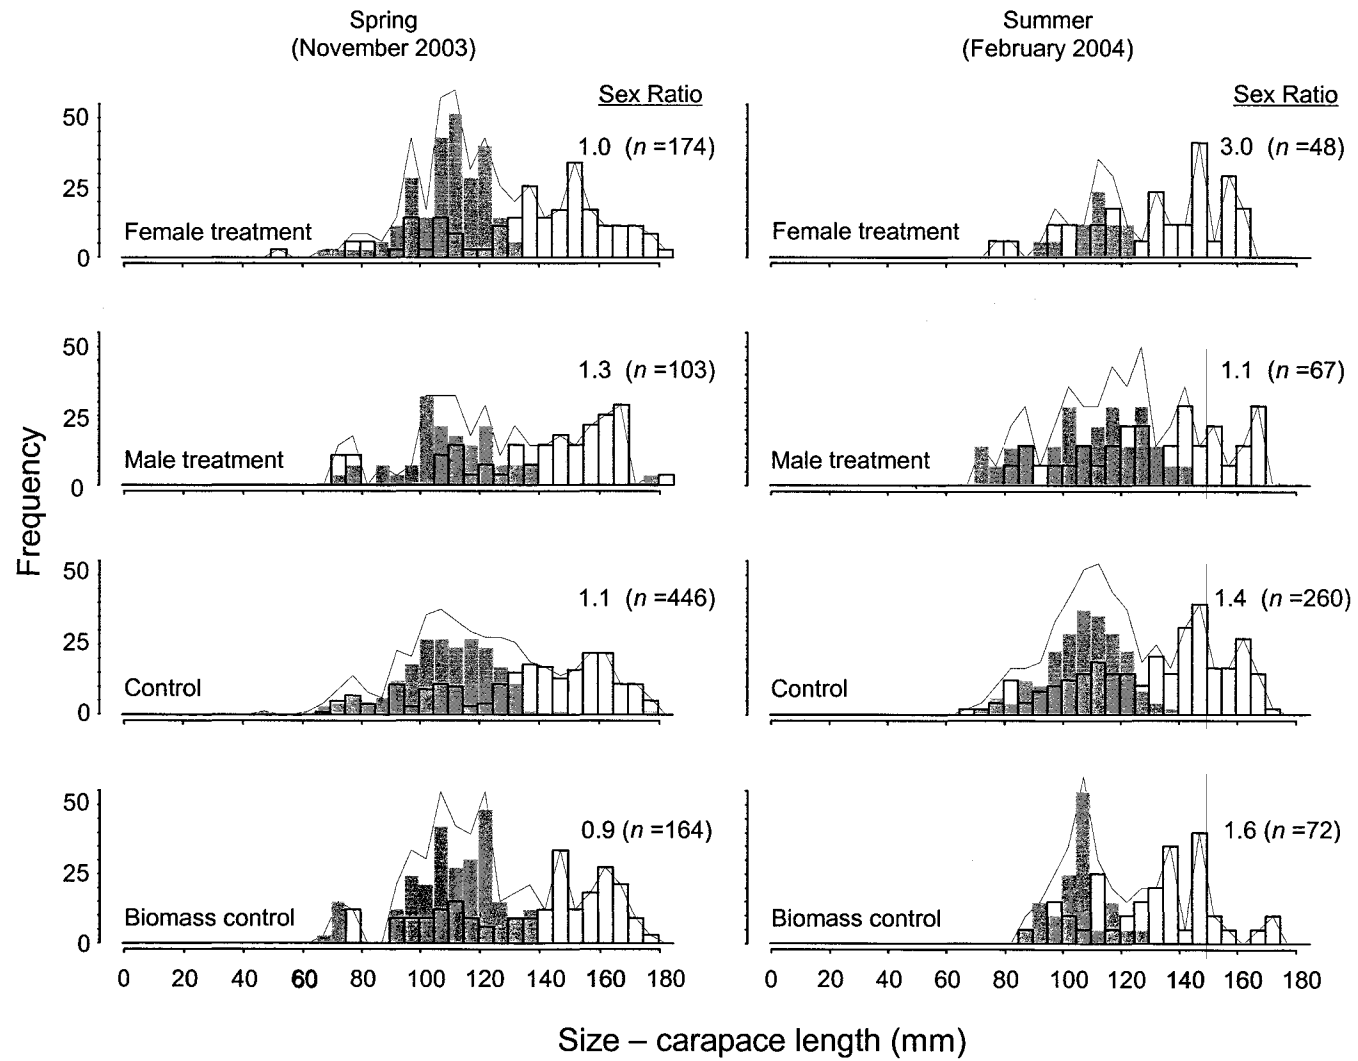 Spring
(November 2003)
Summer
(February 2004)
Sex Ratio
Sex Ratio
50
25
0
Female treatment
1.0 (n =174)
Female treatment
3.0 (n =48)
50
25
0
Male treatment
1.3 (n =103)
Male treatment
1.1 (n =67)
Frequency
50
25
0
Control
1.1 (n =446)
Control
1.4 (n =260)
50
25
0
Biomass control
0.9 (n =164)
Biomass control
1.6 (n =72)
0 20 40 60 80 100 120 140 160 180
0 20 40 60 80 100 120 140 160 180
Size – carapace length (mm)